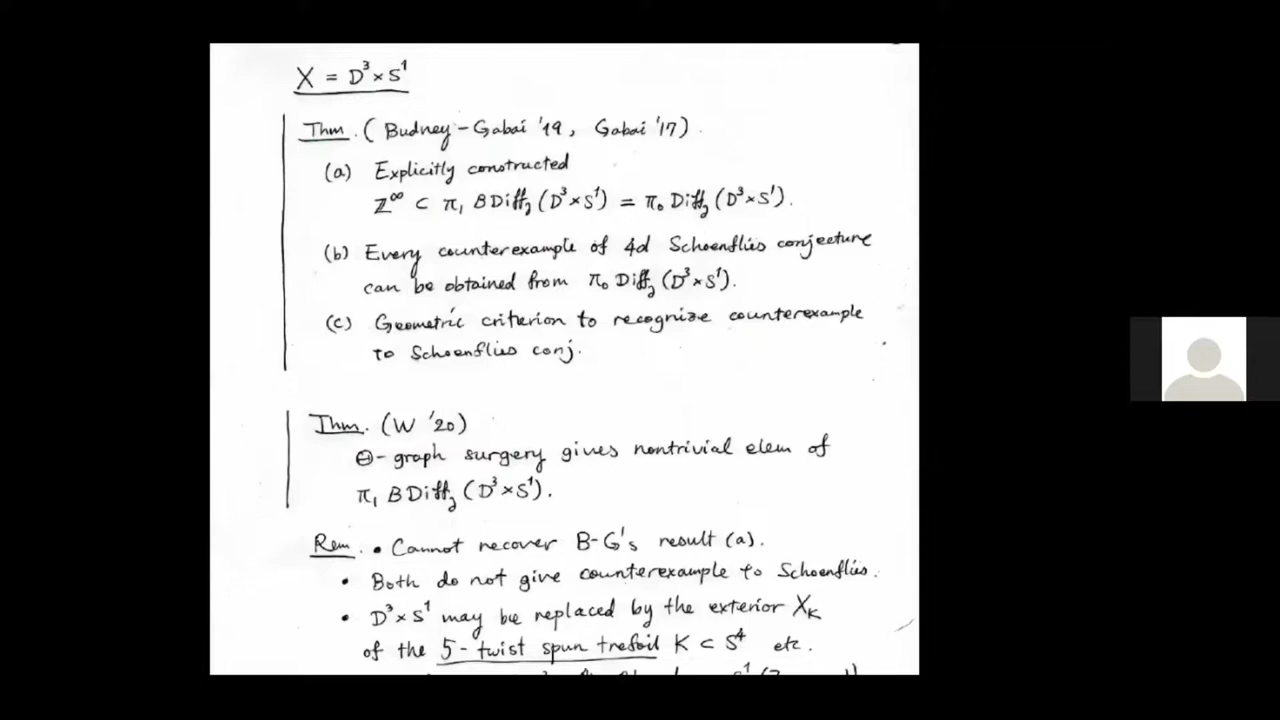 X = D³×S¹
Thm. (Budney-Gabai '19, Gabai '17).
(a) Explicitly constructed
ℤ^∞ ⊂ π₁ BDiff_∂(D³×S¹) = π₀ Diff_∂(D³×S¹).
(b) Every counterexample of 4d Schoenflies conjecture
can be obtained from π₀ Diff_∂(D³×S¹).
(c) Geometric criterion to recognize counterexample
to Schoenflies conj.
Thm. (W '20)
Θ-graph surgery gives nontrivial elem of
π₁ BDiff_∂(D³×S¹).
Rem. • Cannot recover B-G's result (a).
• Both do not give counterexample to Schoenflies.
• D³×S¹ may be replaced by the exterior X_K
of the 5-twist spun trefoil K ⊂ S⁴ etc.